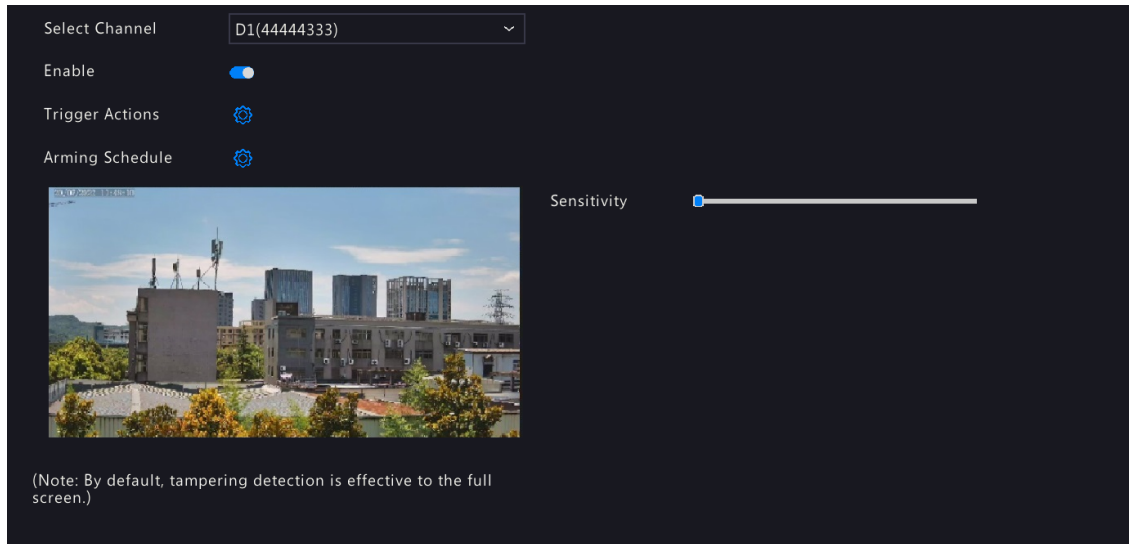 Select Channel
D1(44444333)
Enable
Trigger Actions
Arming Schedule
Sensitivity
(Note: By default, tampering detection is effective to the full
screen.)